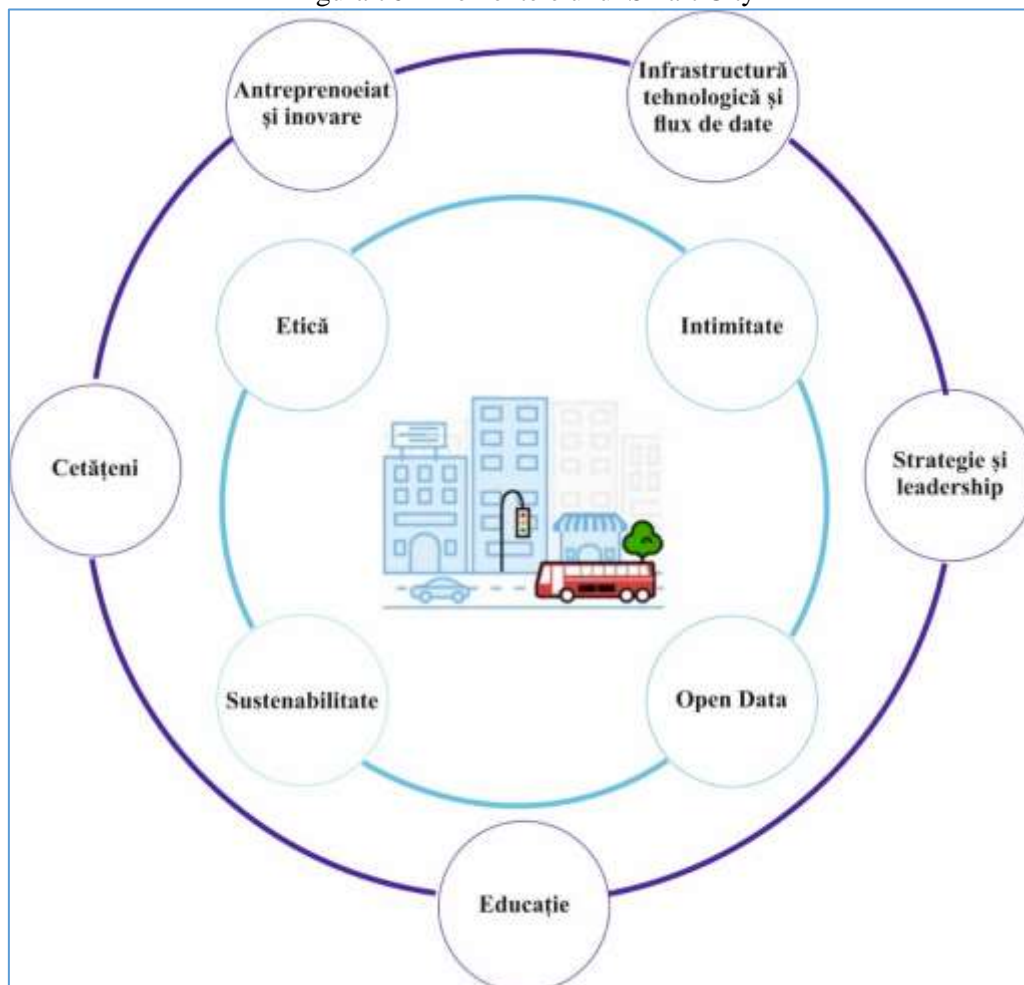 Antreprenoeiat
și inovare
Infrastructură
tehnologică și
flux de date
Etică
Intimitate
Cetățeni
Strategie și
leadership
Sustenabilitate
Open Data
Educație